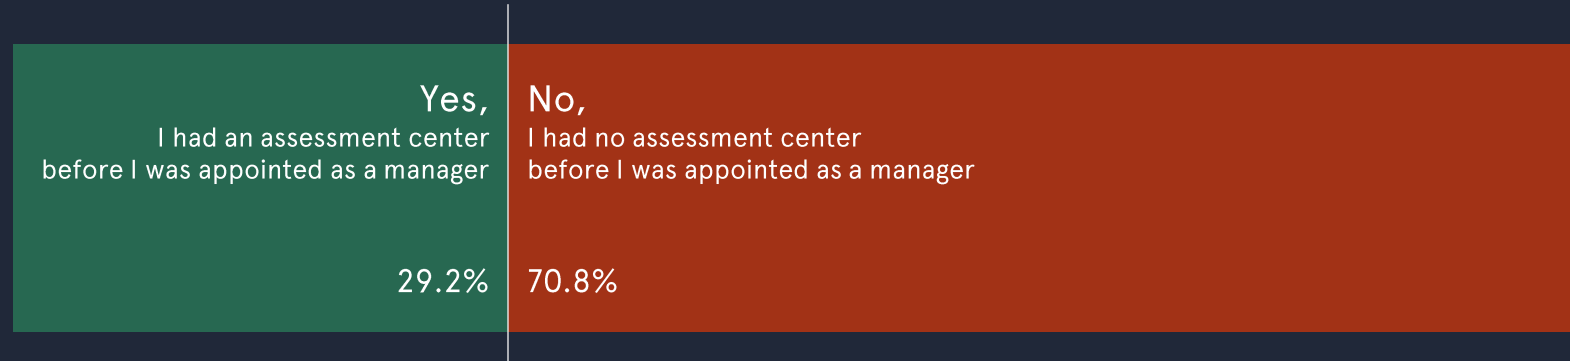 Yes,
I had an assessment center
before I was appointed as a manager
29.2%
No,
I had no assessment center
before I was appointed as a manager
70.8%